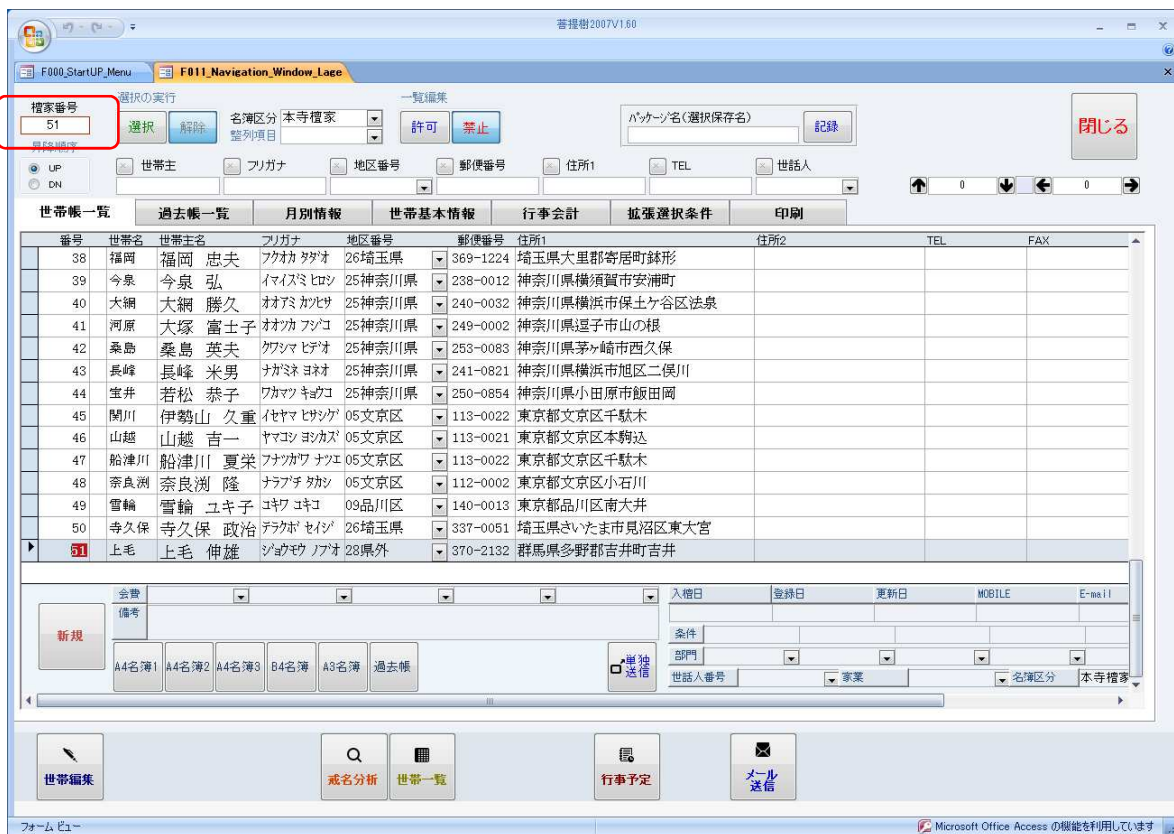 菩提樹2007V1.60
F000_StartUP_Menu F011_Navigation_Window_Lage
檀家番号 選択の実行 一覧編集
51 選択 解除 名簿区分 本寺檀家 許可 禁止 パッケージ名(選択保存名) 記録 閉じる
昇降順序 整列項目
UP 世帯主 フリガナ 地区番号 郵便番号 住所1 TEL 世話人
DN 0 0
世帯帳一覧 過去帳一覧 月別情報 世帯基本情報 行事会計 拡張選択条件 印刷
番号 世帯名 世帯主名 フリガナ 地区番号 郵便番号 住所1 住所2 TEL FAX
38 福岡 福岡 忠夫 フクオカ タダオ 26埼玉県 369-1224 埼玉県大里郡寄居町鉢形
39 今泉 今泉 弘 イマイズミ ヒロシ 25神奈川県 238-0012 神奈川県横須賀市安浦町
40 大網 大網 勝久 オオアミ カツヒサ 25神奈川県 240-0032 神奈川県横浜市保土ケ谷区法泉
41 河原 大塚 富士子 オオツカ フジコ 25神奈川県 249-0002 神奈川県逗子市山の根
42 桑島 桑島 英夫 クワシマ ヒデオ 25神奈川県 253-0083 神奈川県茅ヶ崎市西久保
43 長峰 長峰 米男 ナガミネ ヨネオ 25神奈川県 241-0821 神奈川県横浜市旭区二俣川
44 宝井 若松 恭子 ワカマツ キョウコ 25神奈川県 250-0854 神奈川県小田原市飯田岡
45 関川 伊勢山 久重 イセヤマ ヒサシゲ 05文京区 113-0022 東京都文京区千駄木
46 山越 山越 吉一 ヤマコシ ヨシカズ 05文京区 113-0021 東京都文京区本駒込
47 船津川 船津川 夏栄 フナツガワ ナツエ 05文京区 113-0022 東京都文京区千駄木
48 奈良渕 奈良渕 隆 ナラブチ タカシ 05文京区 112-0002 東京都文京区小石川
49 雪輪 雪輪 ユキ子 ユキワ ユキコ 09品川区 140-0013 東京都品川区南大井
50 寺久保 寺久保 政治 テラクボ セイジ 26埼玉県 337-0051 埼玉県さいたま市見沼区東大宮
51 上毛 上毛 伸雄 ジョウモウ ノブオ 28県外 370-2132 群馬県多野郡吉井町吉井
会費 入檀日 登録日 更新日 MOBILE E-mail
備考
新規 条件
A4名簿1 A4名簿2 A4名簿3 B4名簿 A3名簿 過去帳 単独送信 部門
世話人番号 家業 名簿区分 本寺檀家
世帯編集 戒名分析 世帯一覧 行事予定 メール送信
フォーム ビュー Microsoft Office Access の機能を利用しています